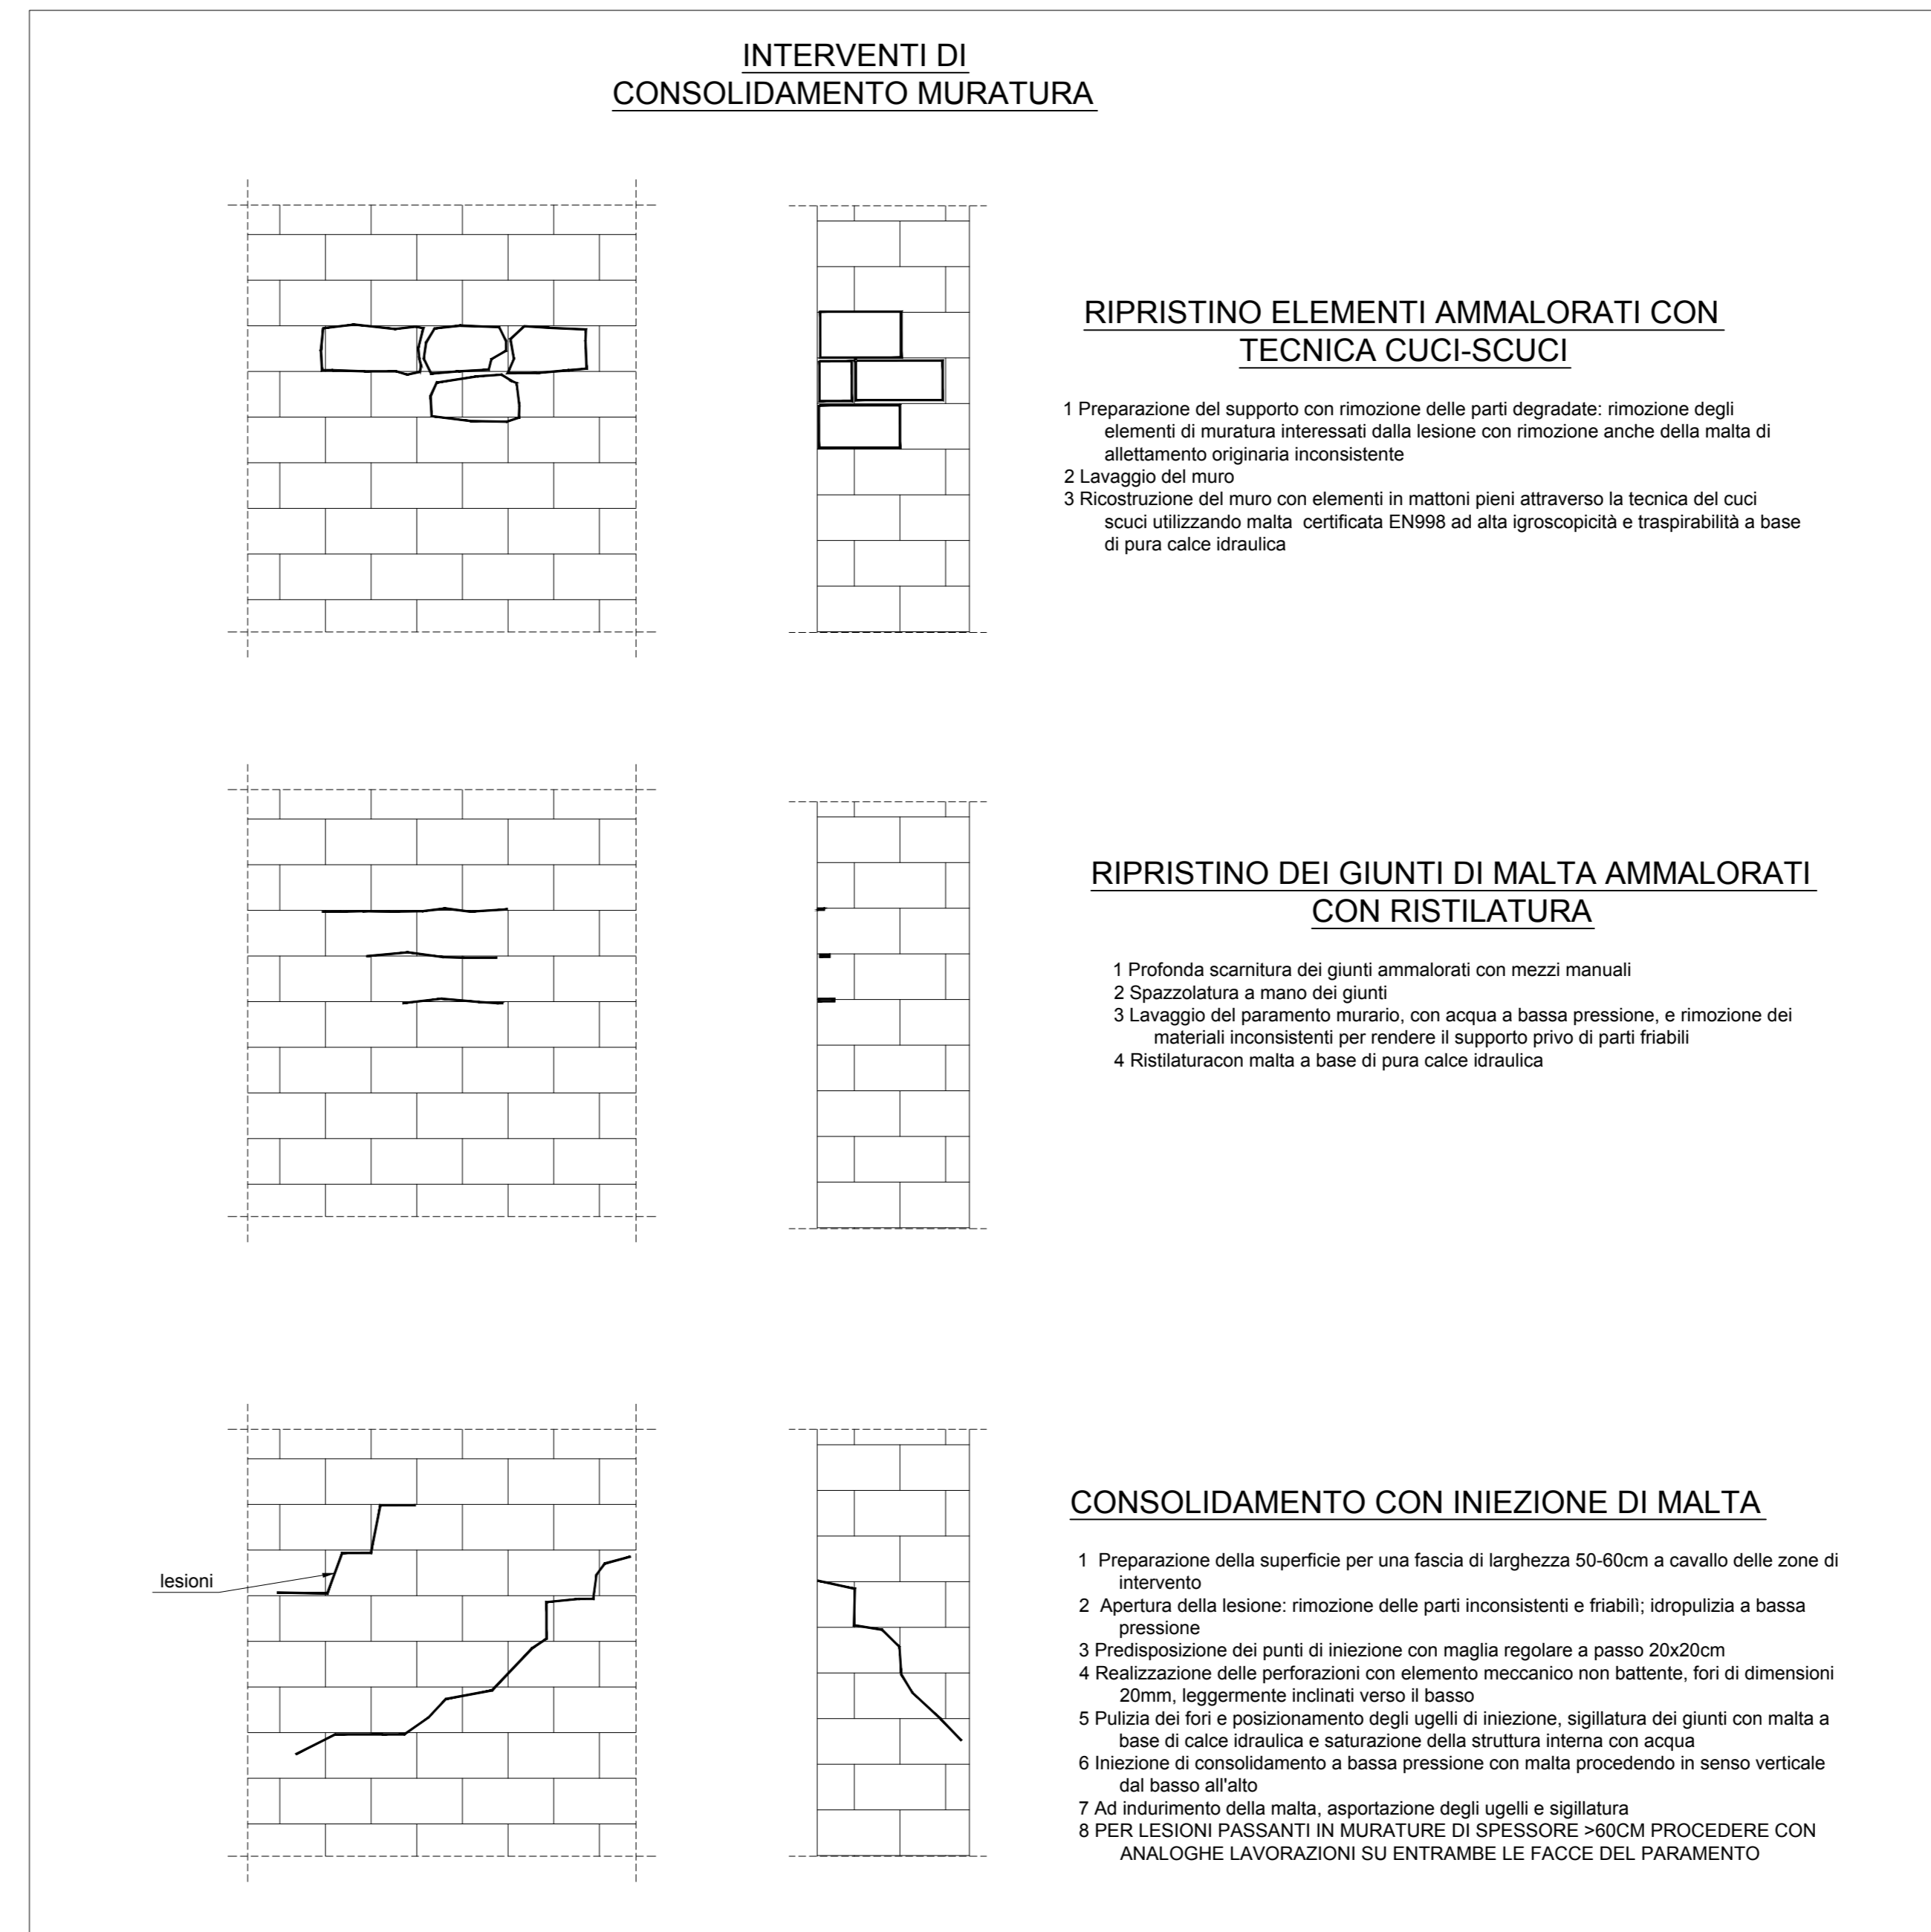 INTERVENTI DI
CONSOLIDAMENTO MURATURA
RIPRISTINO ELEMENTI AMMALORATI CON
TECNICA CUCI-SCUCI
1 Preparazione del supporto con rimozione delle parti degradate: rimozione degli
elementi di muratura interessati dalla lesione con rimozione anche della malta di
allettamento originaria inconsistente
2 Lavaggio del muro
3 Ricostruzione del muro con elementi in mattoni pieni attraverso la tecnica del cuci
scuci utilizzando malta certificata EN998 ad alta igroscopicità e traspirabilità a base
di pura calce idraulica
RIPRISTINO DEI GIUNTI DI MALTA AMMALORATI
CON RISTILATURA
1 Profonda scarnitura dei giunti ammalorati con mezzi manuali
2 Spazzolatura a mano dei giunti
3 Lavaggio del paramento murario, con acqua a bassa pressione, e rimozione dei
materiali inconsistenti per rendere il supporto privo di parti friabili
4 Ristilaturacon malta a base di pura calce idraulica
lesioni
CONSOLIDAMENTO CON INIEZIONE DI MALTA
1 Preparazione della superficie per una fascia di larghezza 50-60cm a cavallo delle zone di
intervento
2 Apertura della lesione: rimozione delle parti inconsistenti e friabilì; idropulizia a bassa
pressione
3 Predisposizione dei punti di iniezione con maglia regolare a passo 20x20cm
4 Realizzazione delle perforazioni con elemento meccanico non battente, fori di dimensioni
20mm, leggermente inclinati verso il basso
5 Pulizia dei fori e posizionamento degli ugelli di iniezione, sigillatura dei giunti con malta a
base di calce idraulica e saturazione della struttura interna con acqua
6 Iniezione di consolidamento a bassa pressione con malta procedendo in senso verticale
dal basso all'alto
7 Ad indurimento della malta, asportazione degli ugelli e sigillatura
8 PER LESIONI PASSANTI IN MURATURE DI SPESSORE >60CM PROCEDERE CON
ANALOGHE LAVORAZIONI SU ENTRAMBE LE FACCE DEL PARAMENTO